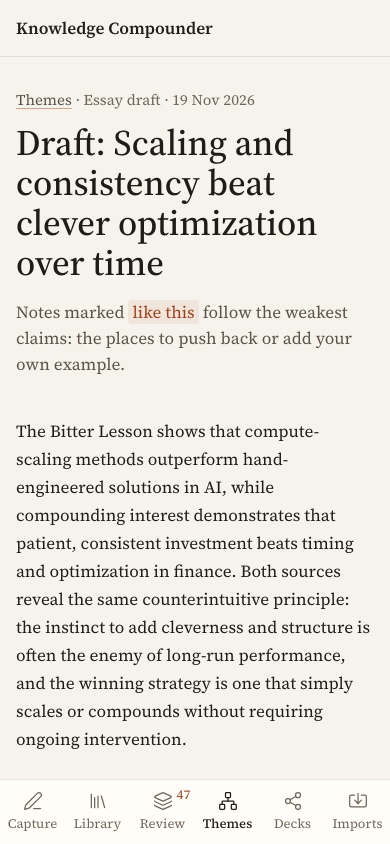 Knowledge Compounder
Themes · Essay draft · 19 Nov 2026
Draft: Scaling and
consistency beat
clever optimization
over time
Notes marked like this follow the weakest
claims: the places to push back or add your
own example.
The Bitter Lesson shows that compute-
scaling methods outperform hand-
engineered solutions in AI, while
compounding interest demonstrates that
patient, consistent investment beats timing
and optimization in finance. Both sources
reveal the same counterintuitive principle:
the instinct to add cleverness and structure is
often the enemy of long-run performance,
and the winning strategy is one that simply
scales or compounds without requiring
ongoing intervention.
47
Capture Library Review Themes Decks Imports